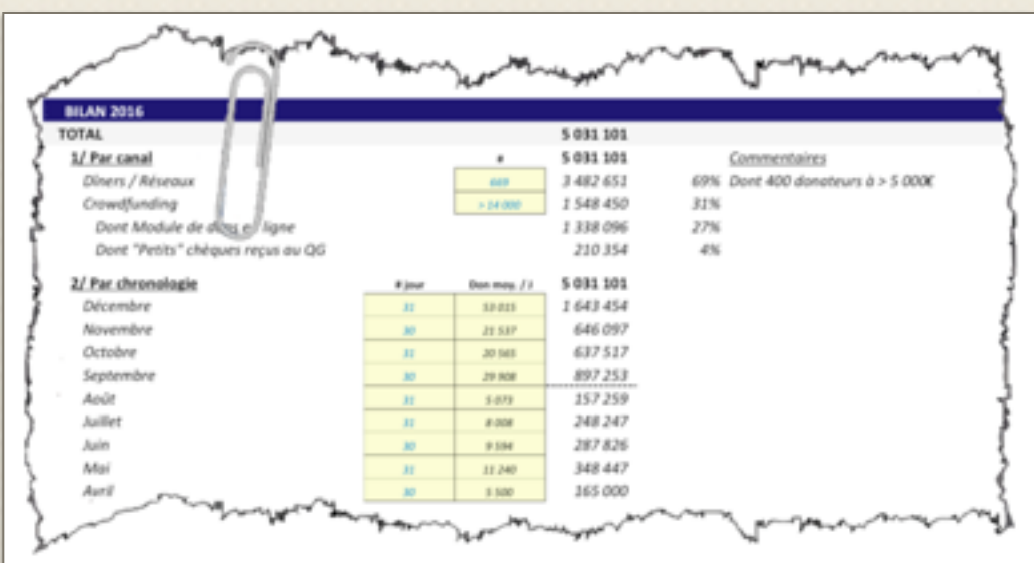 BILAN 2016
TOTAL 5 031 101
1/ Par canal # 5 031 101 Commentaires
Dîners / Réseaux 669 3 482 651 69% Dont 400 donateurs à > 5 000€
Crowdfunding > 14 000 1 548 450 31%
Dont Module de dons en ligne 1 338 096 27%
Dont "Petits" chèques reçus au QG 210 354 4%
2/ Par chronologie # jour Don moy. / J 5 031 101
Décembre 31 53 015 1 643 454
Novembre 30 21 537 646 097
Octobre 31 20 565 637 517
Septembre 30 29 908 897 253
Août 31 5 073 157 259
Juillet 31 8 008 248 247
Juin 30 9 594 287 826
Mai 31 11 240 348 447
Avril 30 5 500 165 000